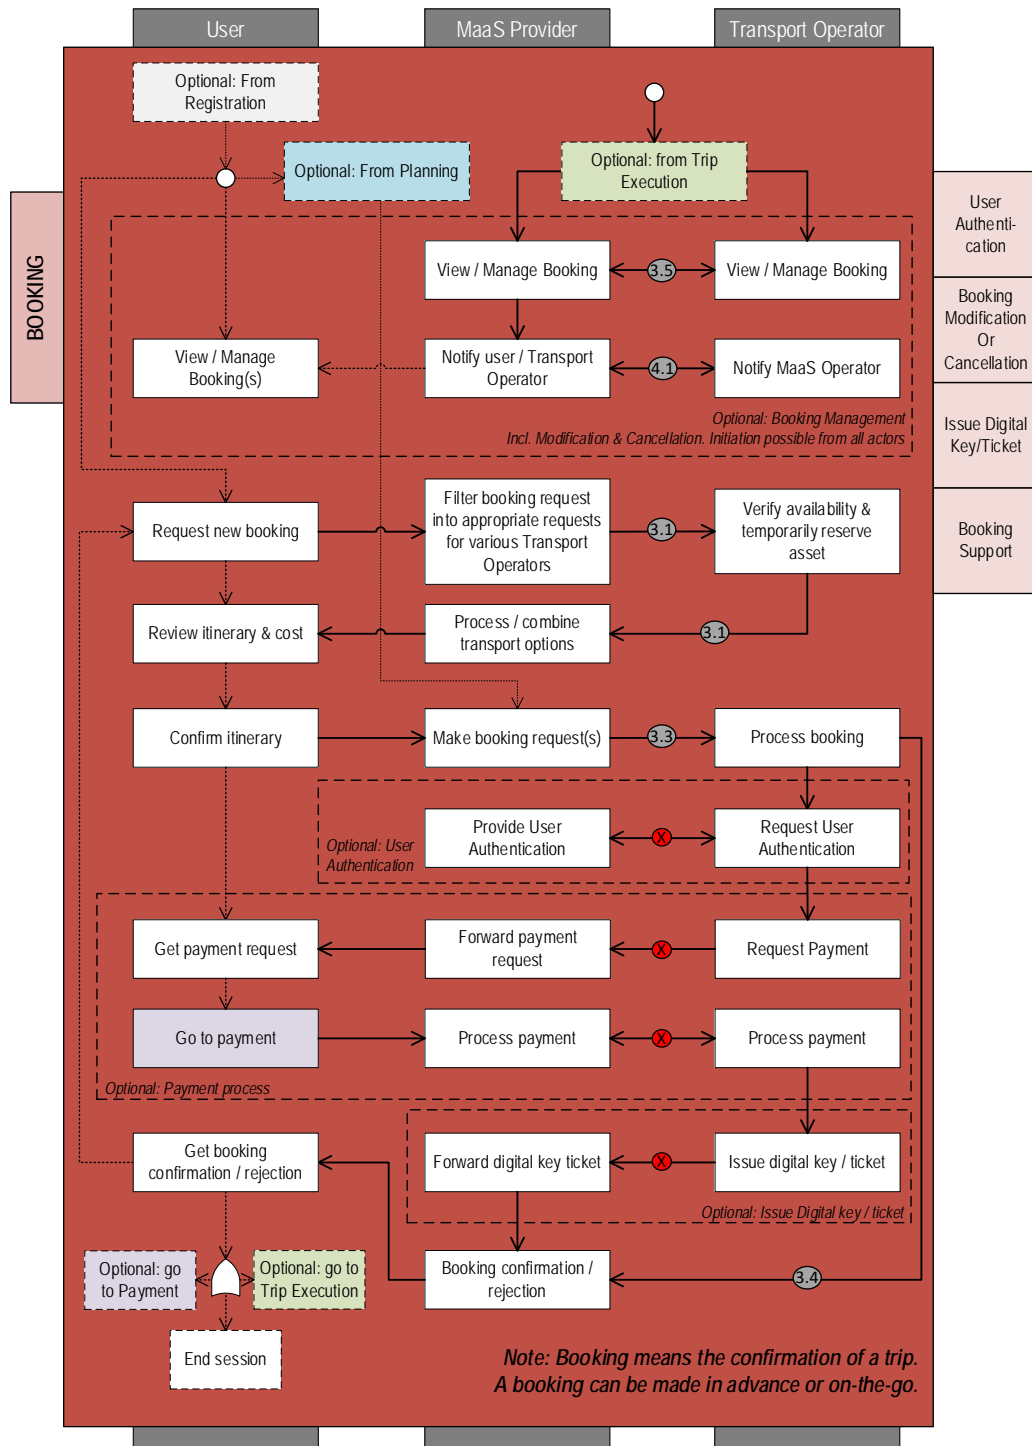 User
MaaS Provider
Transport Operator
Optional: From
Registration
Optional: From Planning
Optional: from Trip
Execution
BOOKING
User
Authenti-
cation
Booking
Modification
Or
Cancellation
Issue Digital
Key/Ticket
Booking
Support
View / Manage Booking
3.5
View / Manage Booking
View / Manage
Booking(s)
Notify user / Transport
Operator
4.1
Notify MaaS Operator
Optional: Booking Management
Incl. Modification & Cancellation. Initiation possible from all actors
Request new booking
Filter booking request
into appropriate requests
for various Transport
Operators
3.1
Verify availability &
temporarily reserve
asset
Review itinerary & cost
Process / combine
transport options
3.1
Confirm itinerary
Make booking request(s)
3.3
Process booking
Optional: User
Authentication
Provide User
Authentication
X
Request User
Authentication
Get payment request
Forward payment
request
X
Request Payment
Go to payment
Process payment
X
Process payment
Optional: Payment process
Get booking
confirmation / rejection
Forward digital key ticket
X
Issue digital key / ticket
Optional: Issue Digital key / ticket
Optional: go
to Payment
Optional: go to
Trip Execution
Booking confirmation /
rejection
3.4
End session
Note: Booking means the confirmation of a trip.
A booking can be made in advance or on-the-go.